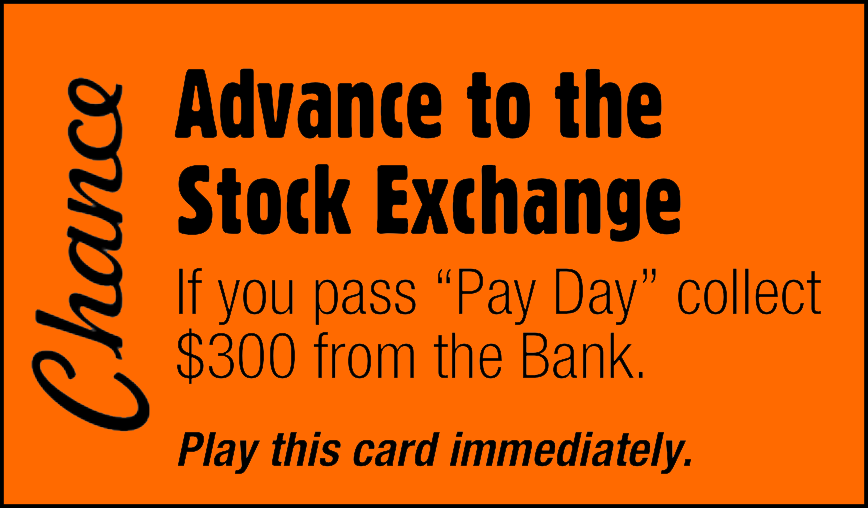 Chance
Advance to the
Stock Exchange
If you pass “Pay Day” collect
$300 from the Bank.
Play this card immediately.